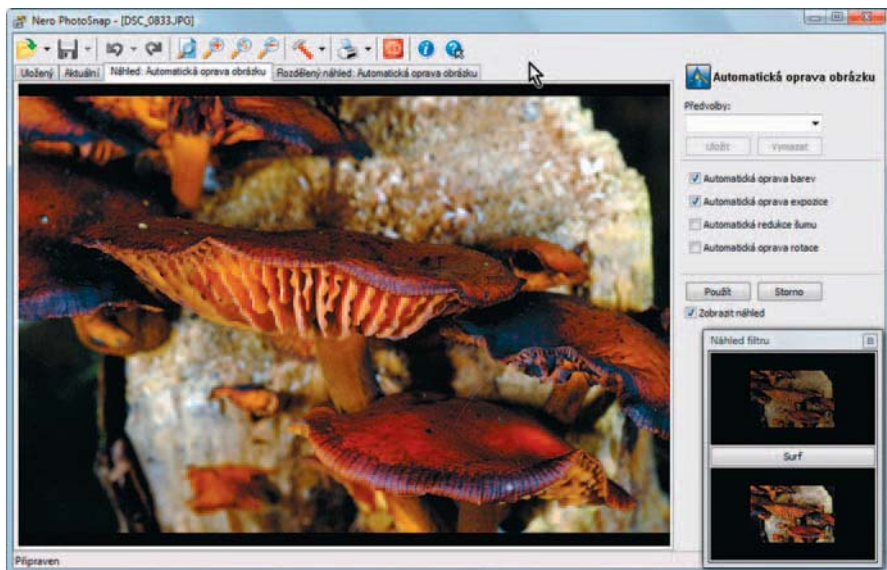 Nero PhotoSnap - [DSC_0833.JPG]
Uložený Aktuální Náhled: Automatická oprava obrázku Rozdělený náhled: Automatická oprava obrázku
Automatická oprava obrázku
Předvolby:
Uložit Vymazat
Automatická oprava barev
Automatická oprava expozice
Automatická redukce šumu
Automatická oprava rotace
Použít Storno
Zobrazit náhled
Náhled filtru
Surf
Připraven